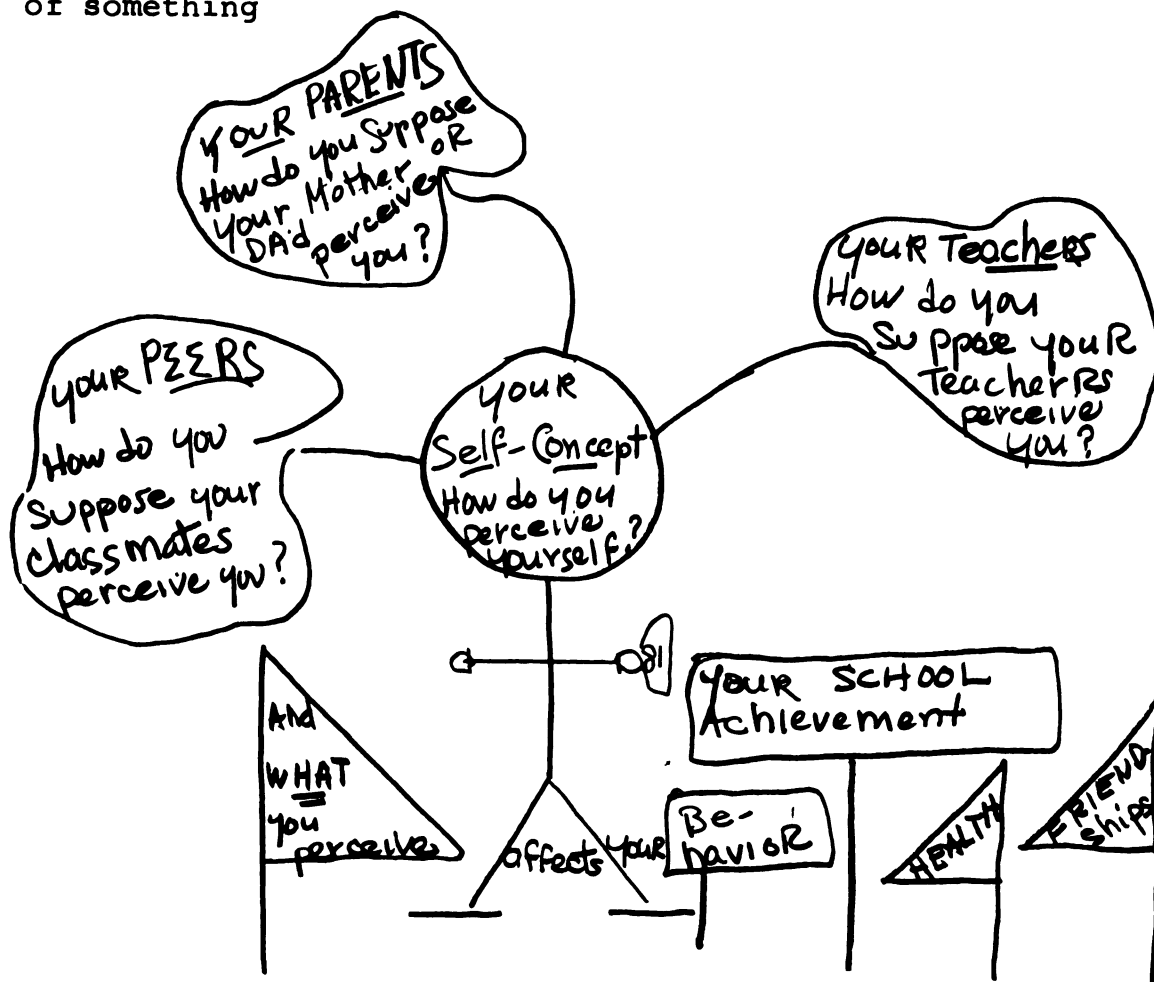 of something
YOUR PARENTS
How do you Suppose
your Mother OR
DAd perceive
you?
YOUR Teachers
How do you
Suppose youR
TeacherRs
perceive
you?
YOUR PEERS
How do you
suppose your
classmates
perceive you?
YOUR
Self-Concept
How do you
perceive
yourself?
And
WHAT
you
perceive
affects YOUR
Be-
havioR
YOUR SCHOOL
Achievement
HEALTH
FRIEND
ships